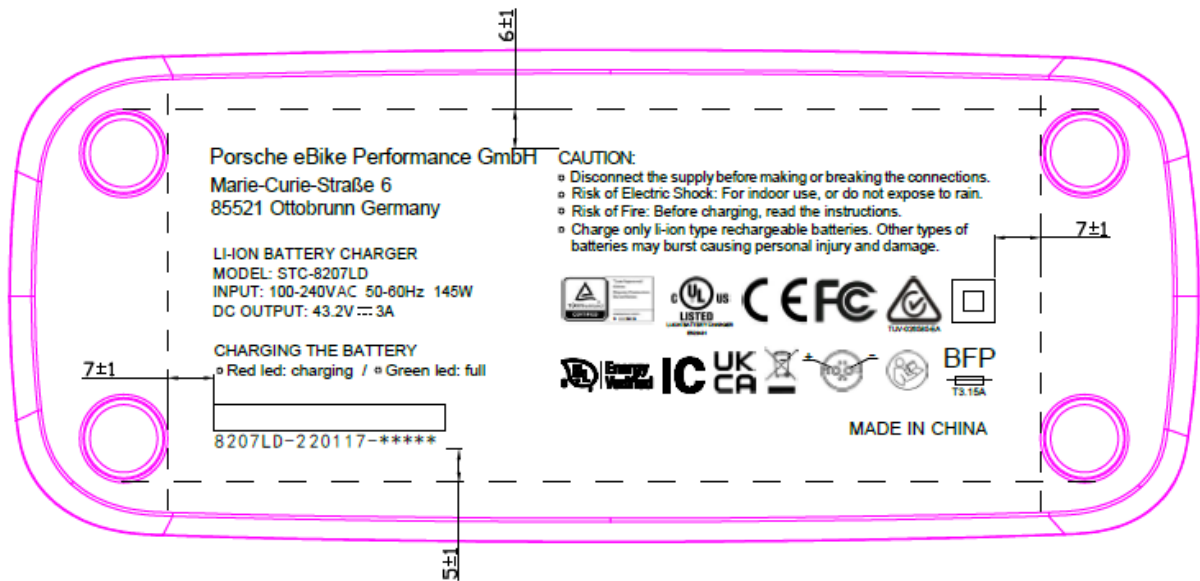 6±1
Porsche eBike Performance GmbH
Marie-Curie-Straße 6
85521 Ottobrunn Germany
LI-ION BATTERY CHARGER
MODEL: STC-8207LD
INPUT: 100-240VAC 50-60Hz 145W
DC OUTPUT: 43.2V⎓3A
CHARGING THE BATTERY
▫ Red led: charging / ▫ Green led: full
7±1
8207LD-220117-*****
5±1
CAUTION:
▫ Disconnect the supply before making or breaking the connections.
▫ Risk of Electric Shock: For indoor use, or do not expose to rain.
▫ Risk of Fire: Before charging, read the instructions.
▫ Charge only li-ion type rechargeable batteries. Other types of
batteries may burst causing personal injury and damage.
7±1
CERTIFIED
C UL US
LISTED
CE
FC
UL Energy
Verified
IC
UK
CA
+ -
BFP
T3.15A
MADE IN CHINA